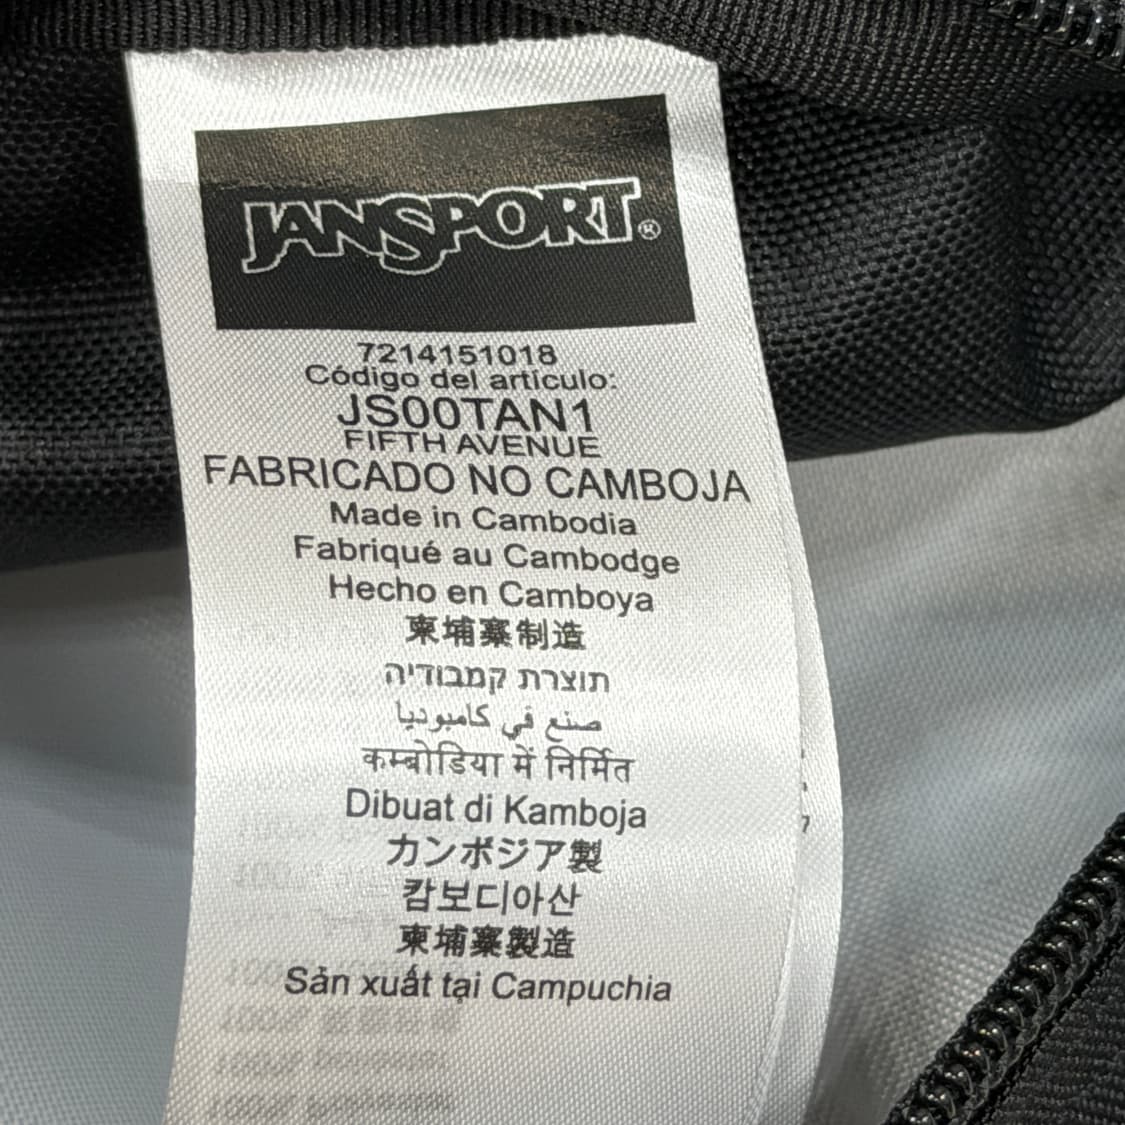 JANSPORT®
7214151018
Código del artículo:
JS00TAN1
FIFTH AVENUE
FABRICADO NO CAMBOJA
Made in Cambodia
Fabriqué au Cambodge
Hecho en Camboya
柬埔寨制造
תוצרת קמבודיה
صنع في كامبوديا
कम्बोडिया में निर्मित
Dibuat di Kamboja
カンボジア製
캄보디아산
柬埔寨製造
Sản xuất tại Campuchia